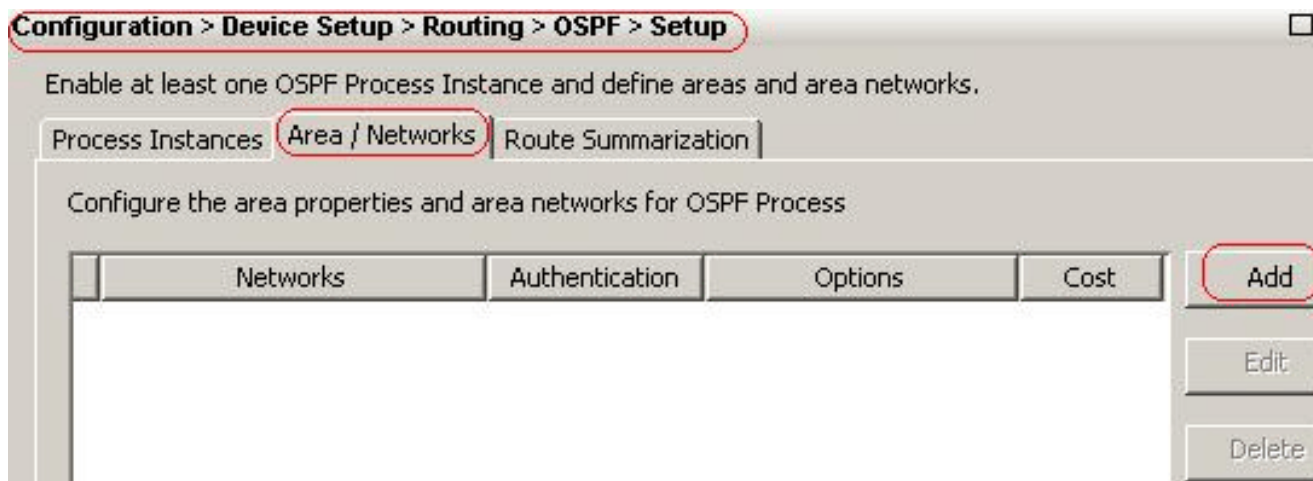 Configuration > Device Setup > Routing > OSPF > Setup
Enable at least one OSPF Process Instance and define areas and area networks.
Process Instances Area / Networks Route Summarization
Configure the area properties and area networks for OSPF Process
Networks Authentication Options Cost Add
Edit
Delete